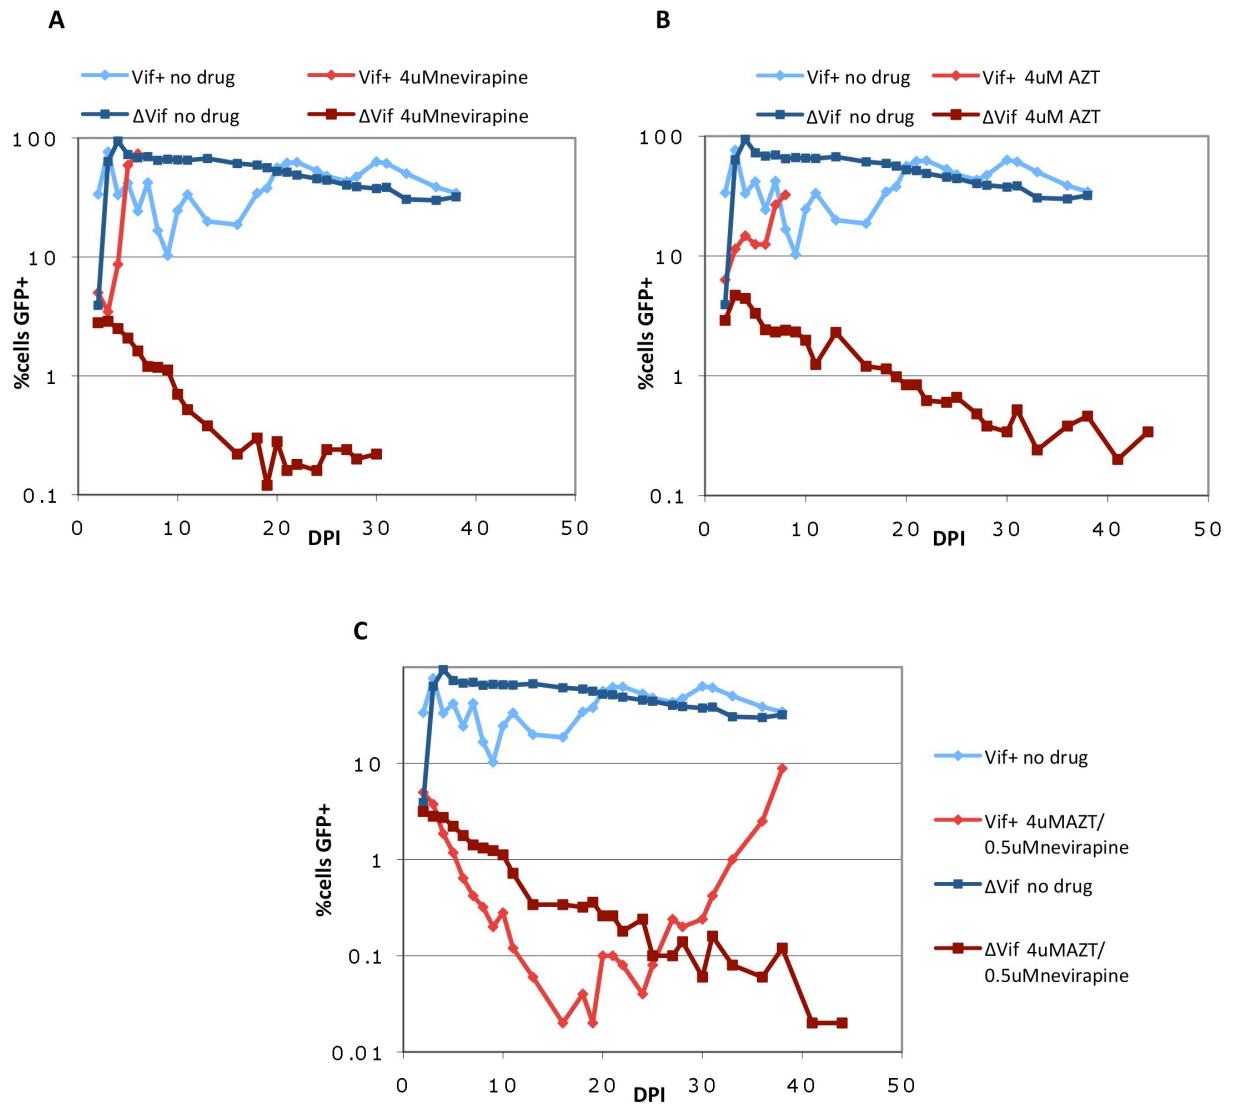 A
Vif+ no drug
Vif+ 4uMnevirapine
ΔVif no drug
ΔVif 4uMnevirapine
100
10
1
0.1
%cells GFP+
0 10 20 30 40 50
DPI
B
Vif+ no drug
Vif+ 4uM AZT
ΔVif no drug
ΔVif 4uM AZT
100
10
1
0.1
%cells GFP+
0 10 20 30 40 50
DPI
C
10
1
0.1
0.01
%cells GFP+
0 10 20 30 40 50
DPI
Vif+ no drug
Vif+ 4uMAZT/
0.5uMnevirapine
ΔVif no drug
ΔVif 4uMAZT/
0.5uMnevirapine